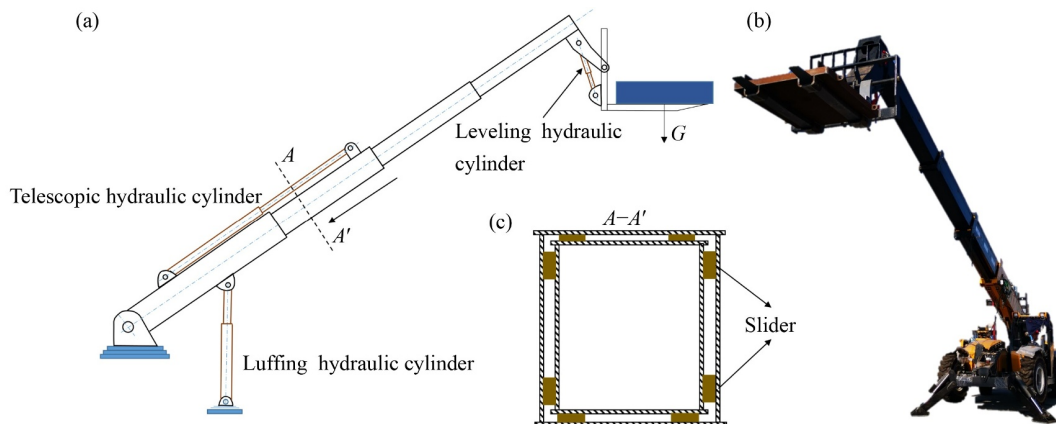 (a)
(b)
Leveling hydraulic
cylinder
G
A
Telescopic hydraulic cylinder
A′
(c)
A−A′
Slider
Luffing hydraulic cylinder